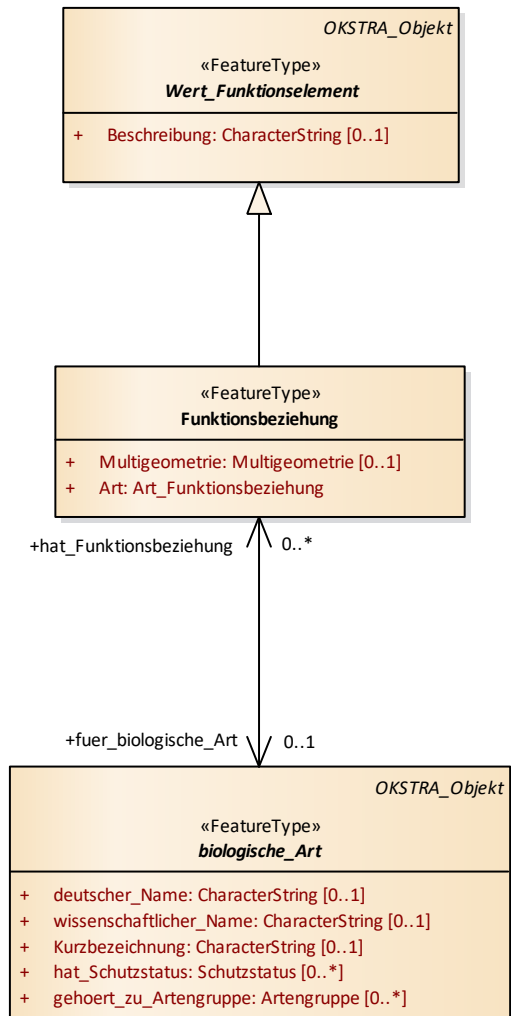 OKSTRA_Objekt
«FeatureType»
Wert_Funktionselement
+ Beschreibung: CharacterString [0..1]
«FeatureType»
Funktionsbeziehung
+ Multigeometrie: Multigeometrie [0..1]
+ Art: Art_Funktionsbeziehung
+hat_Funktionsbeziehung 0..*
+fuer_biologische_Art 0..1
OKSTRA_Objekt
«FeatureType»
biologische_Art
+ deutscher_Name: CharacterString [0..1]
+ wissenschaftlicher_Name: CharacterString [0..1]
+ Kurzbezeichnung: CharacterString [0..1]
+ hat_Schutzstatus: Schutzstatus [0..*]
+ gehoert_zu_Artengruppe: Artengruppe [0..*]